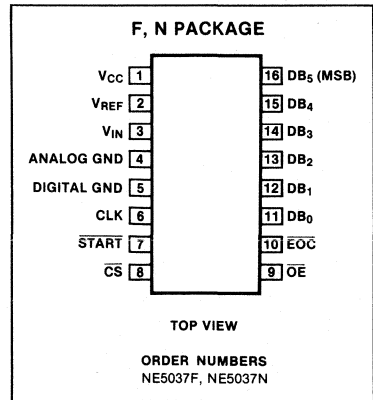 F, N PACKAGE
VCC 1 16 DB5 (MSB)
VREF 2 15 DB4
VIN 3 14 DB3
ANALOG GND 4 13 DB2
DIGITAL GND 5 12 DB1
CLK 6 11 DB0
START 7 10 EOC
CS 8 9 OE
TOP VIEW
ORDER NUMBERS
NE5037F, NE5037N